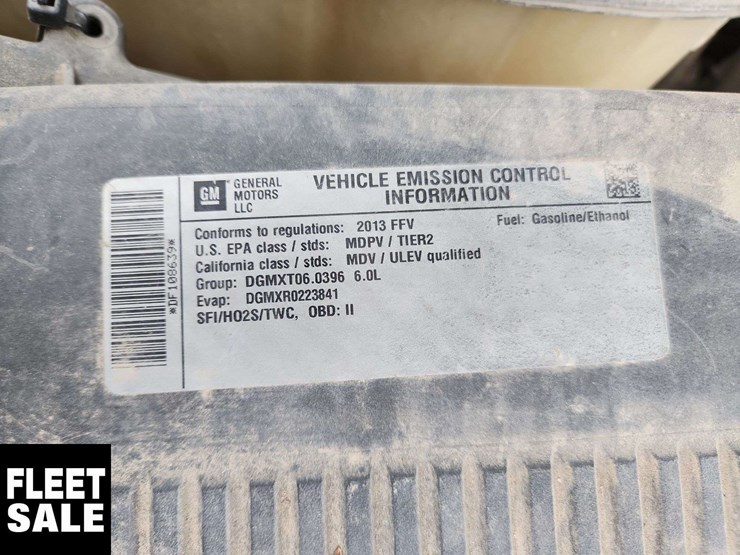 GM
GENERAL
MOTORS
LLC
VEHICLE EMISSION CONTROL
INFORMATION
Conforms to regulations: 2013 FFV
Fuel: Gasoline/Ethanol
U.S. EPA class / stds: MDPV / TIER2
California class / stds: MDV / ULEV qualified
Group: DGMXT06.0396 6.0L
Evap: DGMXR0223841
SFI/HO2S/TWC, OBD: II
*DF108639*
FLEET
SALE